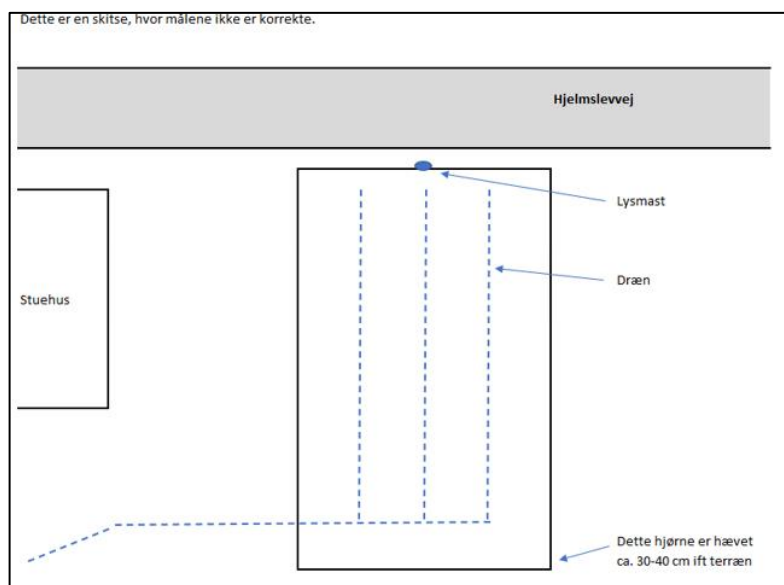 Dette er en skitse, hvor målene ikke er korrekte.
Hjelmslevvej
Lysmast
Dræn
Stuehus
Dette hjørne er hævet
ca. 30-40 cm ift terræn